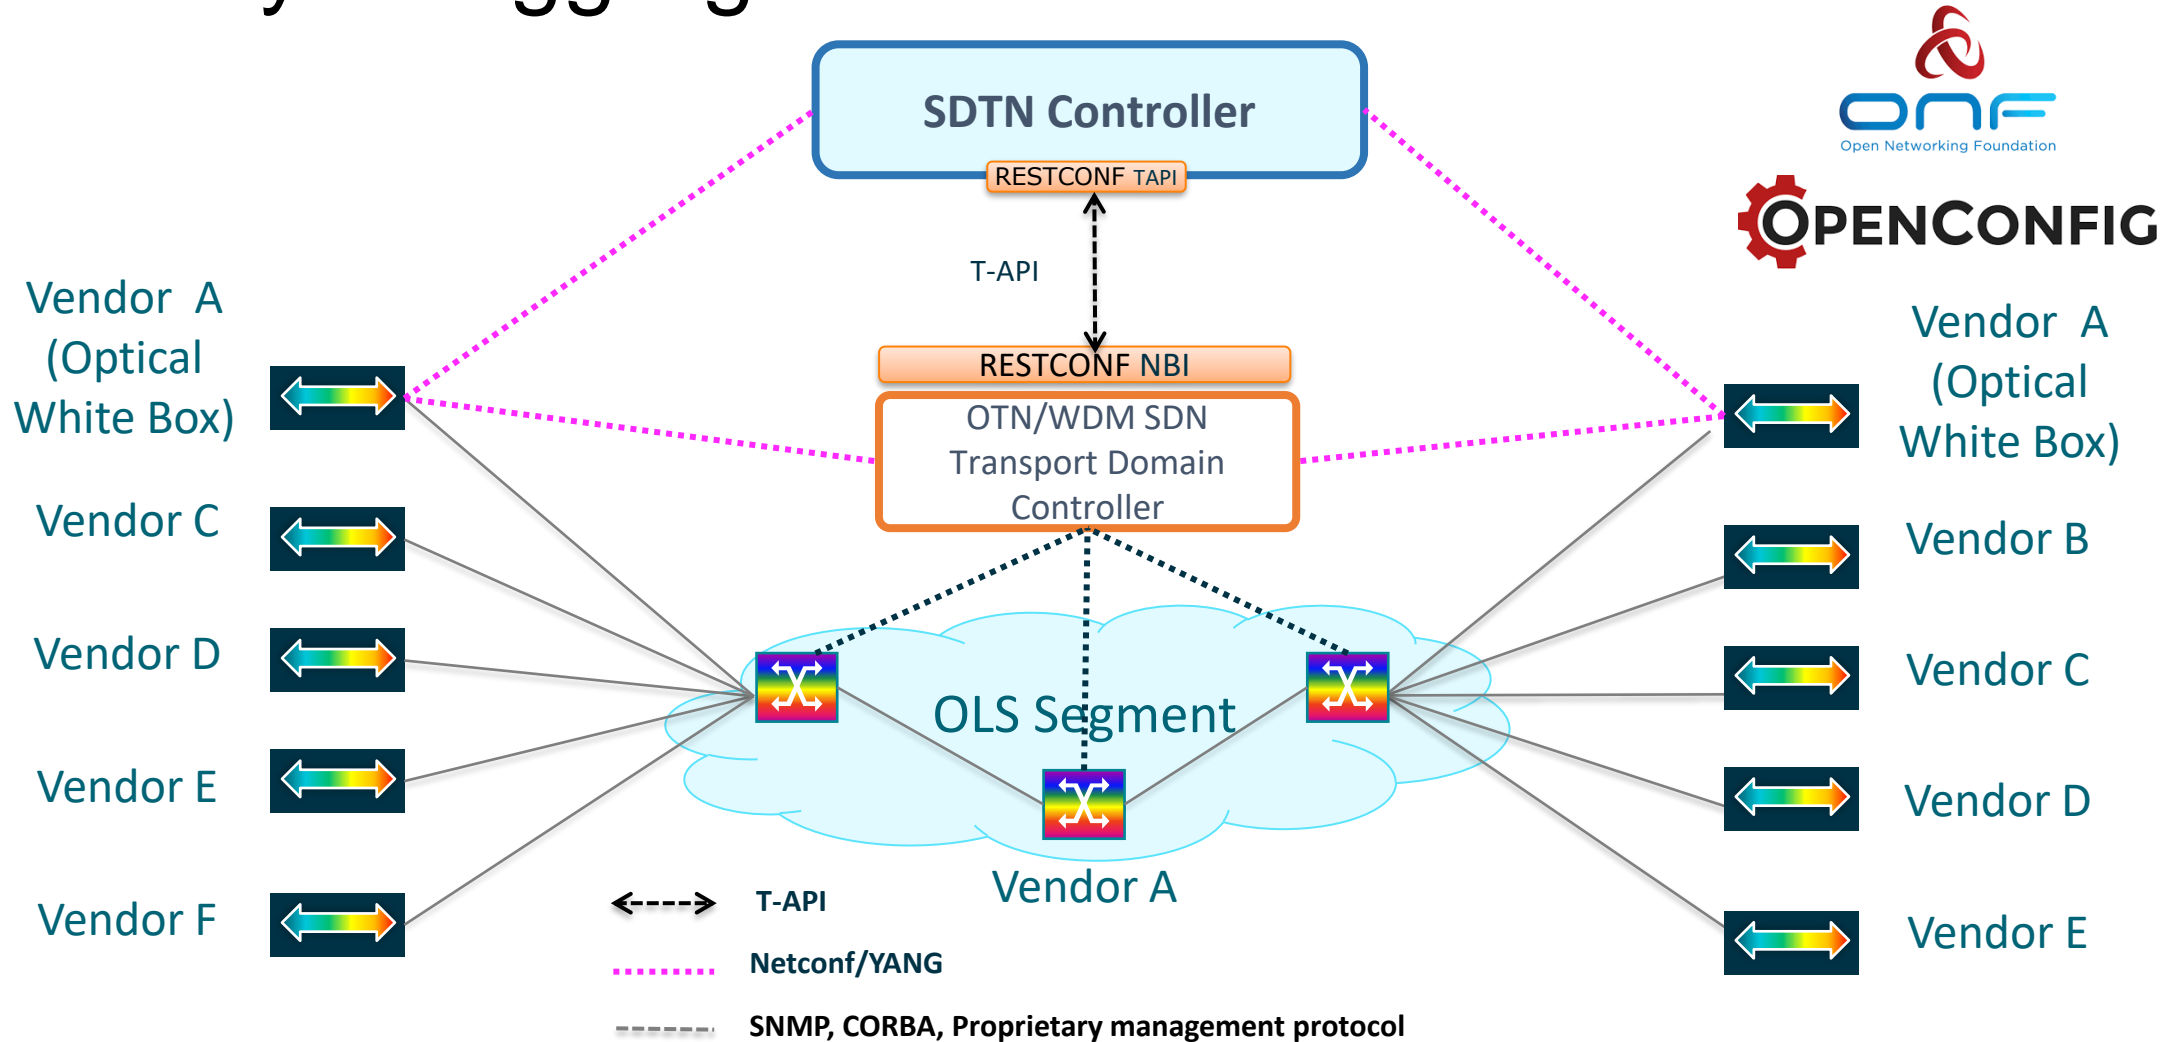 SDTN Controller
RESTCONF TAPI
ONF
Open Networking Foundation
OPENCONFIG
T-API
Vendor A
(Optical
White Box)
Vendor C
Vendor D
Vendor E
Vendor F
RESTCONF NBI
OTN/WDM SDN
Transport Domain
Controller
OLS Segment
Vendor A
Vendor A
(Optical
White Box)
Vendor B
Vendor C
Vendor D
Vendor E
T-API
Netconf/YANG
SNMP, CORBA, Proprietary management protocol